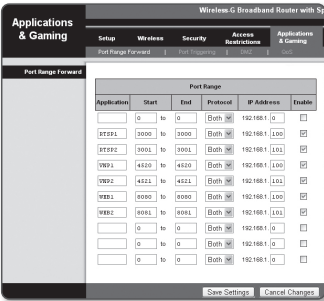 Wireless-G Broadband Router with Sp
Applications & Gaming
Setup Wireless Security Access Restrictions Applications & Gaming
Port Range Forward | Port Triggering | DMZ | QoS
Port Range Forward
Port Range
Application Start End Protocol IP Address Enable
0 to 0 Both 192.168.1. 0
RTSP1 3000 to 3000 Both 192.168.1. 100
RTSP2 3001 to 3001 Both 192.168.1. 101
VNP1 4520 to 4520 Both 192.168.1. 100
VNP2 4521 to 4521 Both 192.168.1. 101
WEB1 8080 to 8080 Both 192.168.1. 100
WEB2 8081 to 8081 Both 192.168.1. 101
0 to 0 Both 192.168.1. 0
0 to 0 Both 192.168.1. 0
0 to 0 Both 192.168.1. 0
Save Settings Cancel Changes